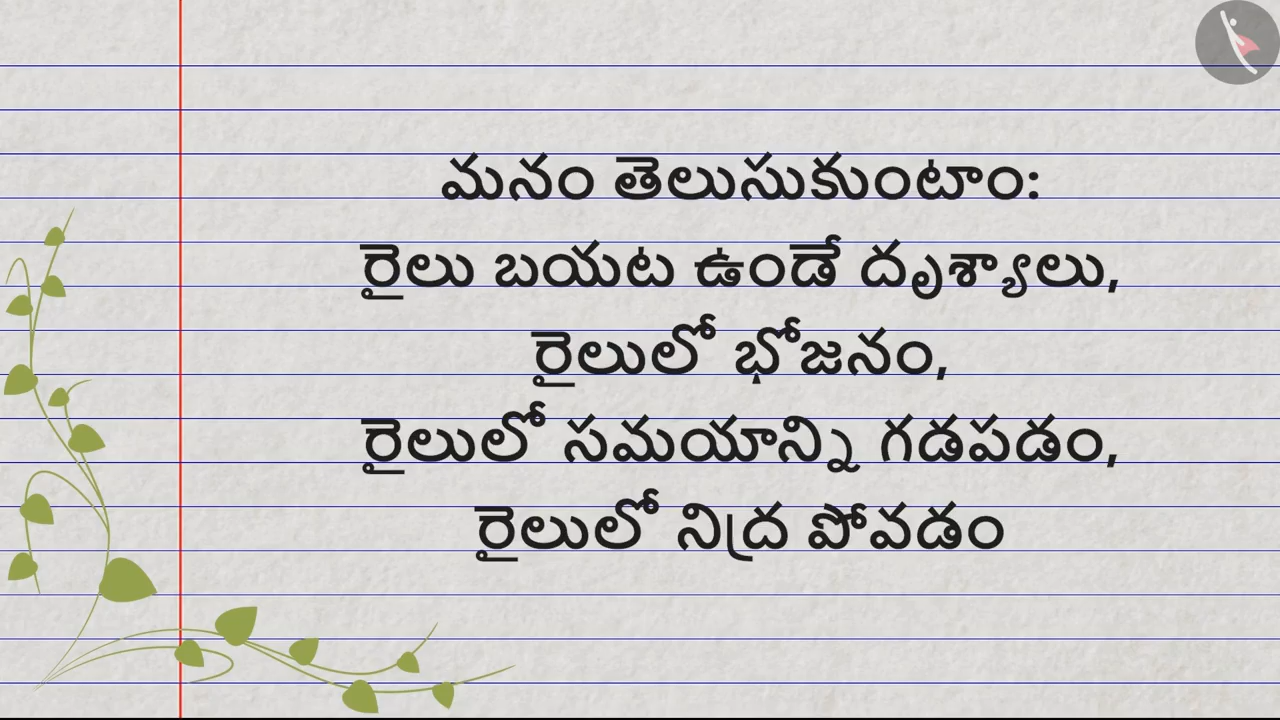 మనం తెలుసుకుంటాం:
రైలు బయట ఉండే దృశ్యాలు,
రైలులో భోజనం,
రైలులో సమయాన్ని గడపడం,
రైలులో నిద్ర పోవడం